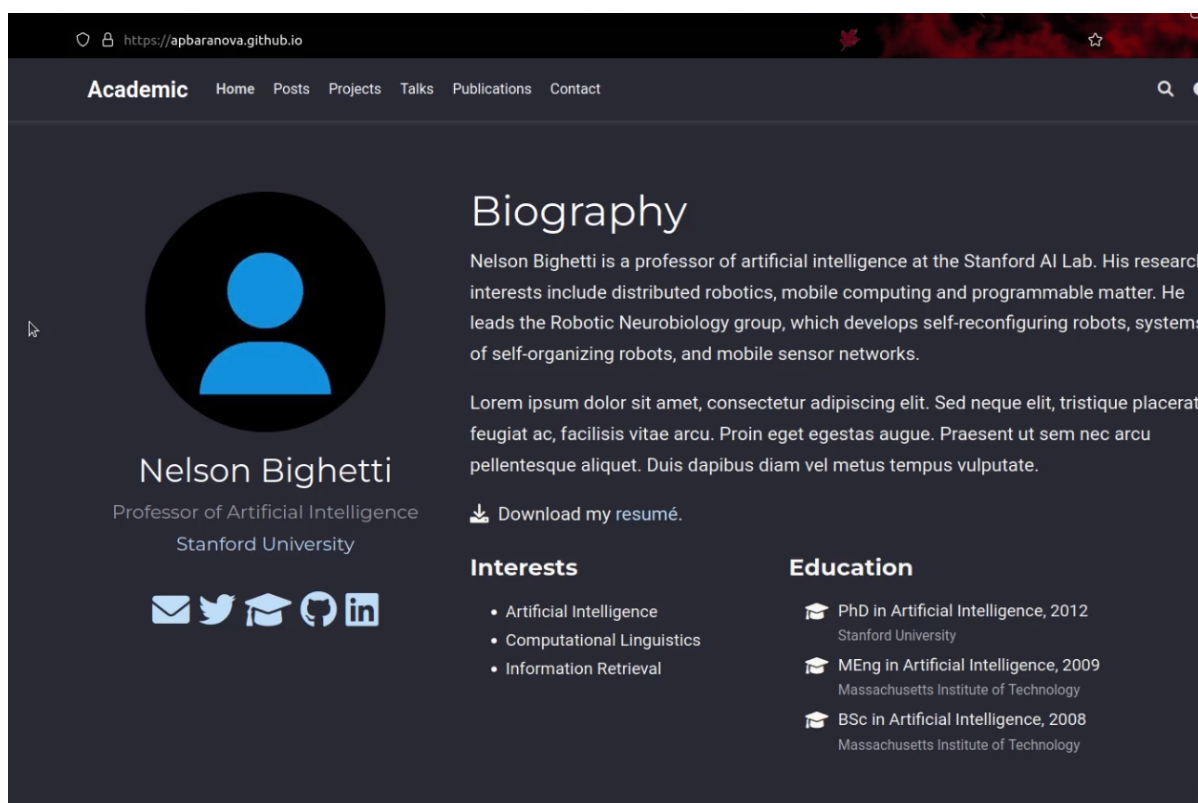 https://apbaranova.github.io
Academic Home Posts Projects Talks Publications Contact
Biography
Nelson Bighetti is a professor of artificial intelligence at the Stanford AI Lab. His
interests include distributed robotics, mobile computing and programmable matter. He
leads the Robotic Neurobiology group, which develops self-reconfiguring robots,
of self-organizing robots, and mobile sensor networks.
Lorem ipsum dolor sit amet, consectetur adipiscing elit. Sed neque elit, tristique placerat
feugiat ac, facilisis vitae arcu. Proin eget egestas augue. Praesent ut sem nec arcu
pellentesque aliquet. Duis dapibus diam vel metus tempus vulputate.
Download my resumé.
Nelson Bighetti
Professor of Artificial Intelligence
Stanford University
Interests
Artificial Intelligence
Computational Linguistics
Information Retrieval
Education
PhD in Artificial Intelligence, 2012
Stanford University
MEng in Artificial Intelligence, 2009
Massachusetts Institute of Technology
BSc in Artificial Intelligence, 2008
Massachusetts Institute of Technology